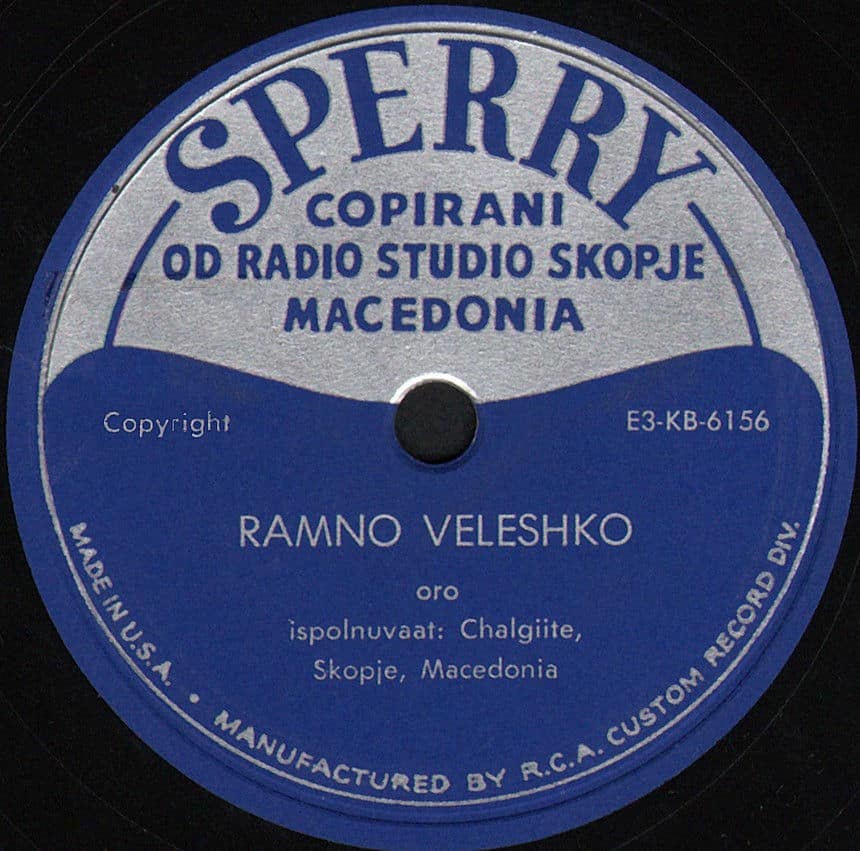 SPERRY
COPIRANI
OD RADIO STUDIO SKOPJE
MACEDONIA
Copyright
E3-KB-6156
RAMNO VELESHKO
oro
ispolnuvaat: Chalgiite,
Skopje, Macedonia
MADE IN U.S.A. • MANUFACTURED BY R.C.A. CUSTOM RECORD DIV.